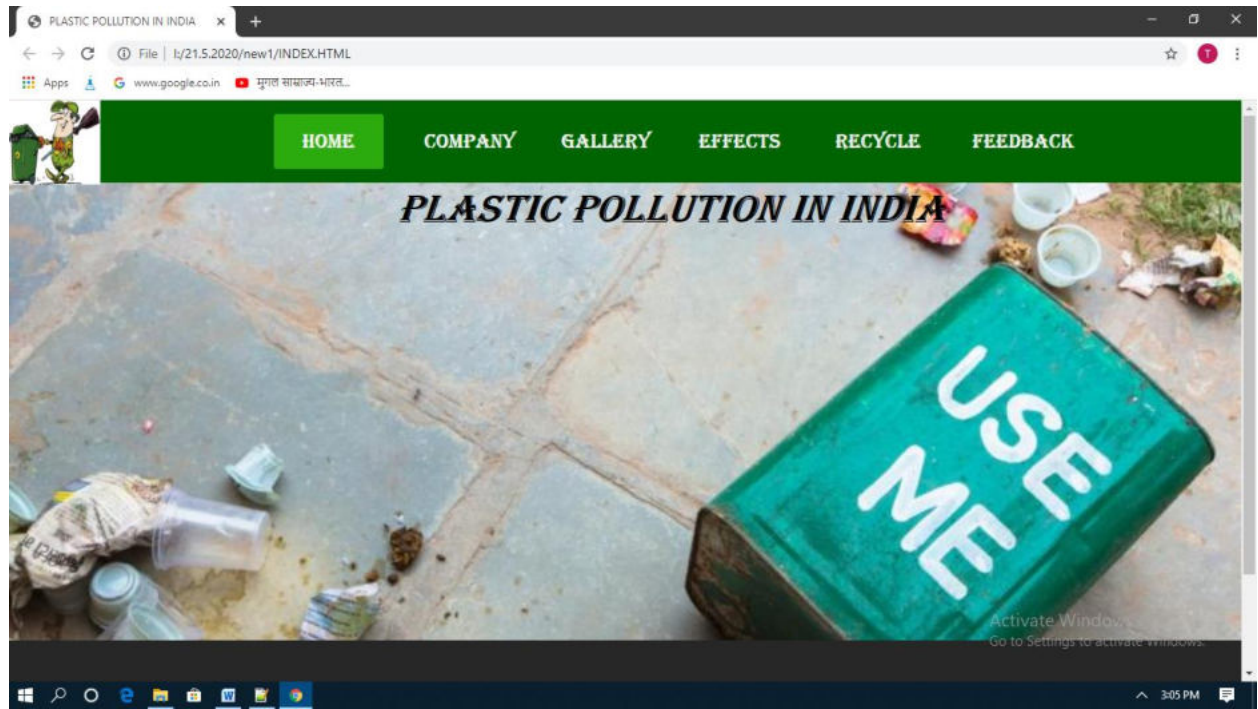 PLASTIC POLLUTION IN INDIA
File | I:/21.5.2020/new1/INDEX.HTML
T
Apps www.google.co.in मुगल साम्राज्य-भारत...
HOME COMPANY GALLERY EFFECTS RECYCLE FEEDBACK
PLASTIC POLLUTION IN INDIA
USE
ME
Activate Windows
Go to Settings to activate Windows.
3:05 PM